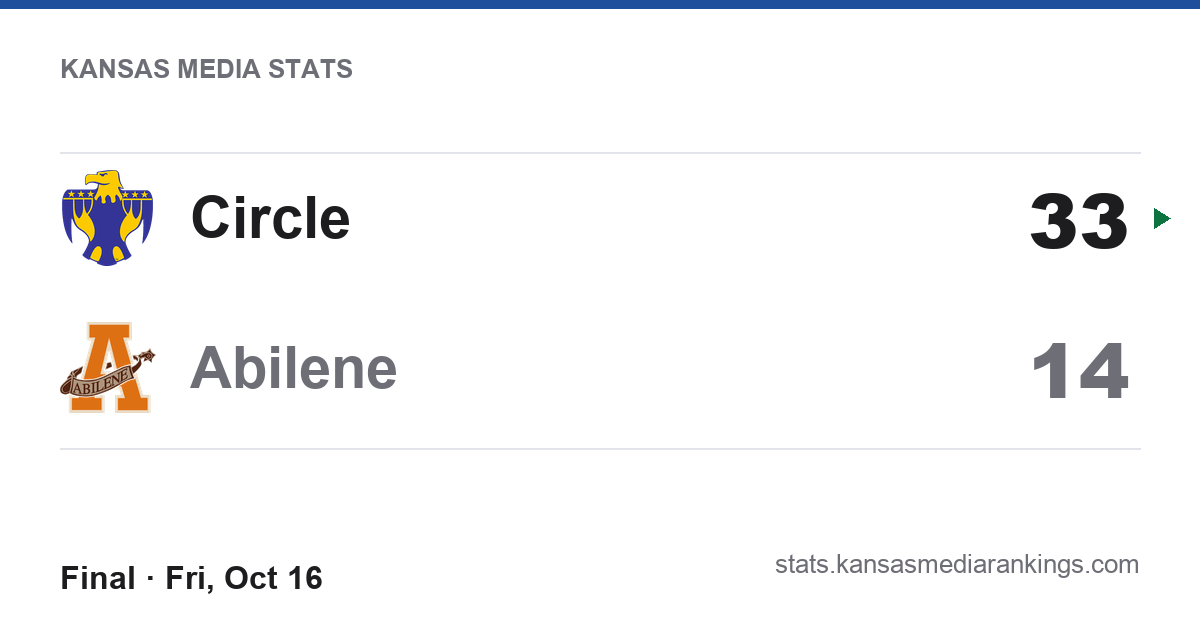 KANSAS MEDIA STATS
Circle 33
ABILENE
Abilene 14
Final · Fri, Oct 16
stats.kansasmediarankings.com